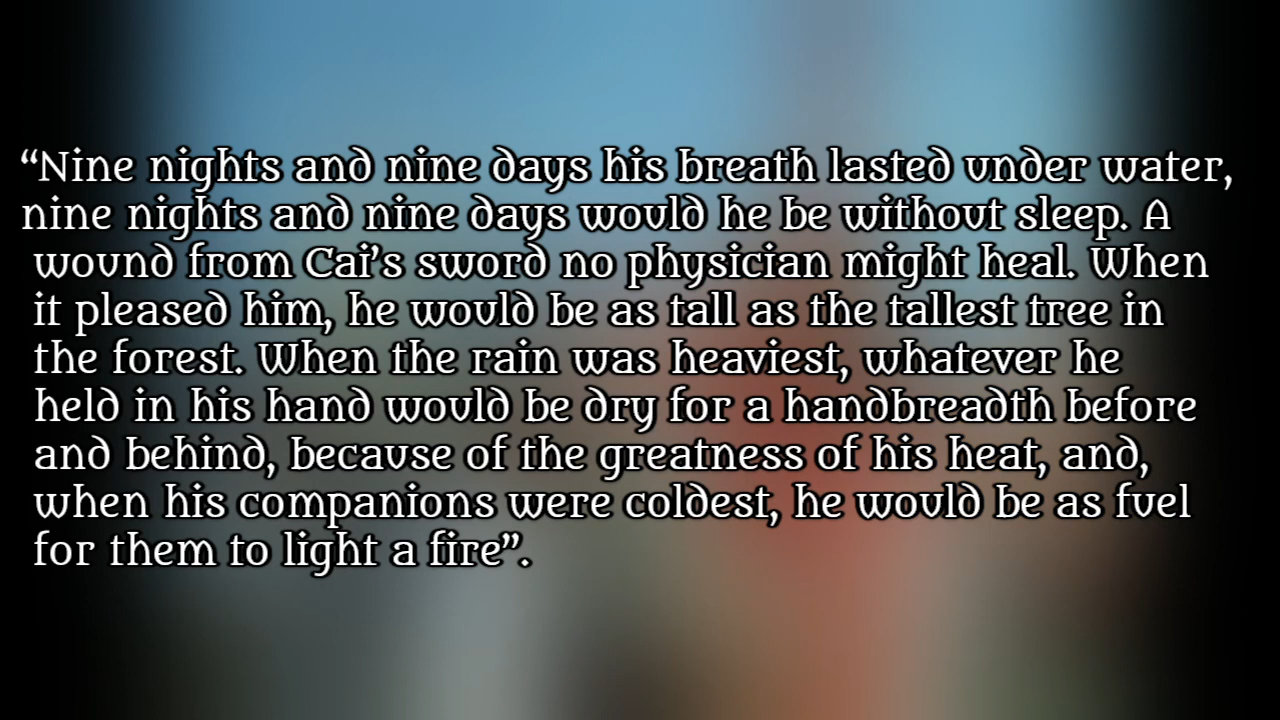 “Nine nights and nine days his breath lasted under water,
nine nights and nine days would he be without sleep. A
wound from Cai’s sword no physician might heal. When
it pleased him, he would be as tall as the tallest tree in
the forest. When the rain was heaviest, whatever he
held in his hand would be dry for a handbreadth before
and behind, because of the greatness of his heat, and,
when his companions were coldest, he would be as fuel
for them to light a fire”.